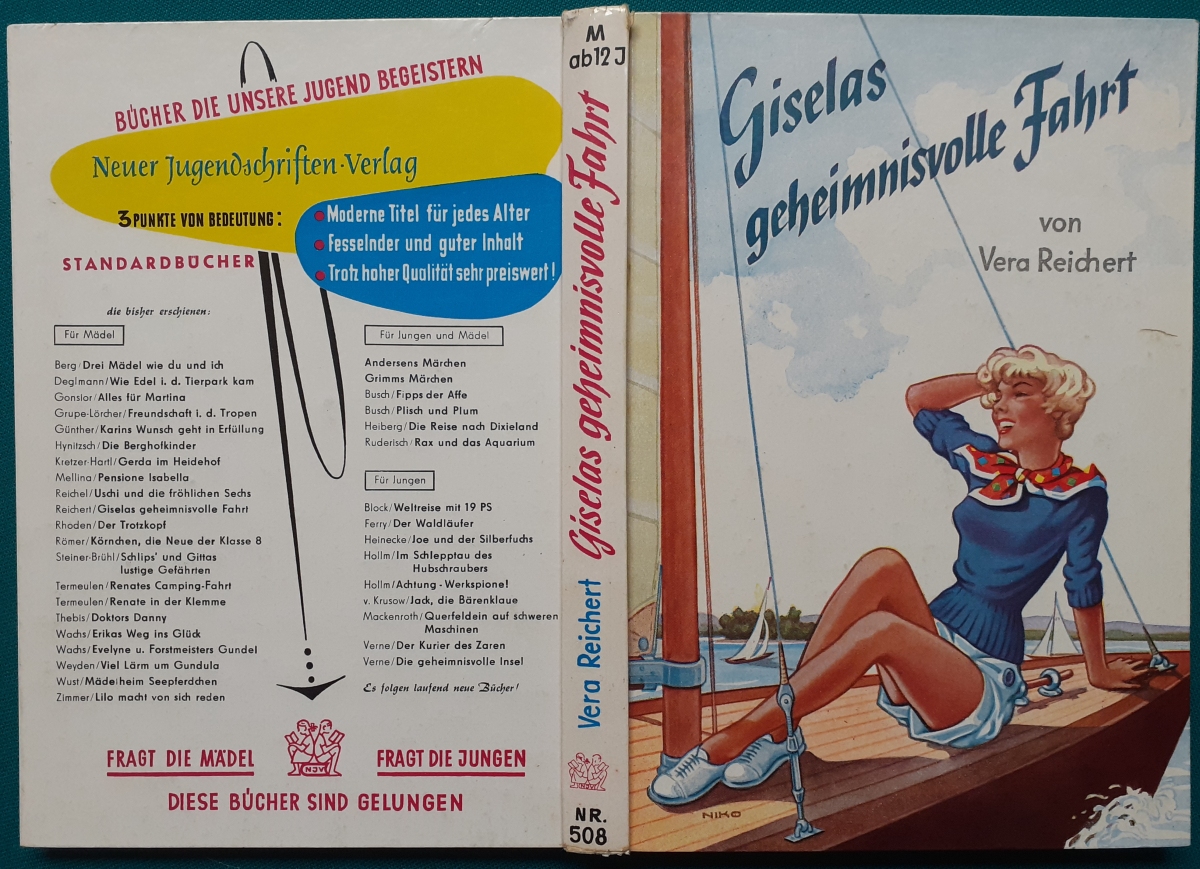 BÜCHER DIE UNSERE JUGEND BEGEISTERN
Neuer Jugendschriften-Verlag
3 PUNKTE VON BEDEUTUNG:
Moderne Titel für jedes Alter
Fesselnder und guter Inhalt
Trotz hoher Qualität sehr preiswert!
STANDARDBÜCHER
die bisher erschienen:
Für Mädel
Berg/Drei Mädel wie du und ich
Deglmann/Wie Edel i. d. Tierpark kam
Gonsior/Alles für Martina
Grupe-Lörcher/Freundschaft i. d. Tropen
Günther/Karins Wunsch geht in Erfüllung
Hynitzsch/Die Berghofkinder
Kretzer-Hartl/Gerda im Heidehof
Mellina/Pensione Isabella
Reichel/Uschi und die fröhlichen Sechs
Reichert/Giselas geheimnisvolle Fahrt
Rhoden/Der Trotzkopf
Römer/Körnchen, die Neue der Klasse 8
Steiner-Brühl/Schlips' und Gittas
lustige Gefährten
Termeulen/Renates Camping-Fahrt
Termeulen/Renate in der Klemme
Thebis/Doktors Danny
Wachs/Erikas Weg ins Glück
Wachs/Evelyne u. Forstmeisters Gundel
Weyden/Viel Lärm um Gundula
Wust/Mädelheim Seepferdchen
Zimmer/Lilo macht von sich reden
Für Jungen und Mädel
Andersens Märchen
Grimms Märchen
Busch/Fipps der Affe
Busch/Plisch und Plum
Heiberg/Die Reise nach Dixieland
Ruderisch/Rax und das Aquarium
Für Jungen
Block/Weltreise mit 19 PS
Ferry/Der Waldläufer
Heinecke/Joe und der Silberfuchs
Hollm/Im Schlepptau des
Hubschraubers
Hollm/Achtung - Werkspione!
v. Krusow/Jack, die Bärenklaue
Mackenroth/Querfeldein auf schweren
Maschinen
Verne/Der Kurier des Zaren
Verne/Die geheimnisvolle Insel
Es folgen laufend neue Bücher!
FRAGT DIE MÄDEL
NJV
FRAGT DIE JUNGEN
DIESE BÜCHER SIND GELUNGEN
M
ab 12 J
Giselas geheimnisvolle Fahrt
Vera Reichert
NJV
NR.
508
Giselas
geheimnisvolle Fahrt
von
Vera Reichert
NIKO